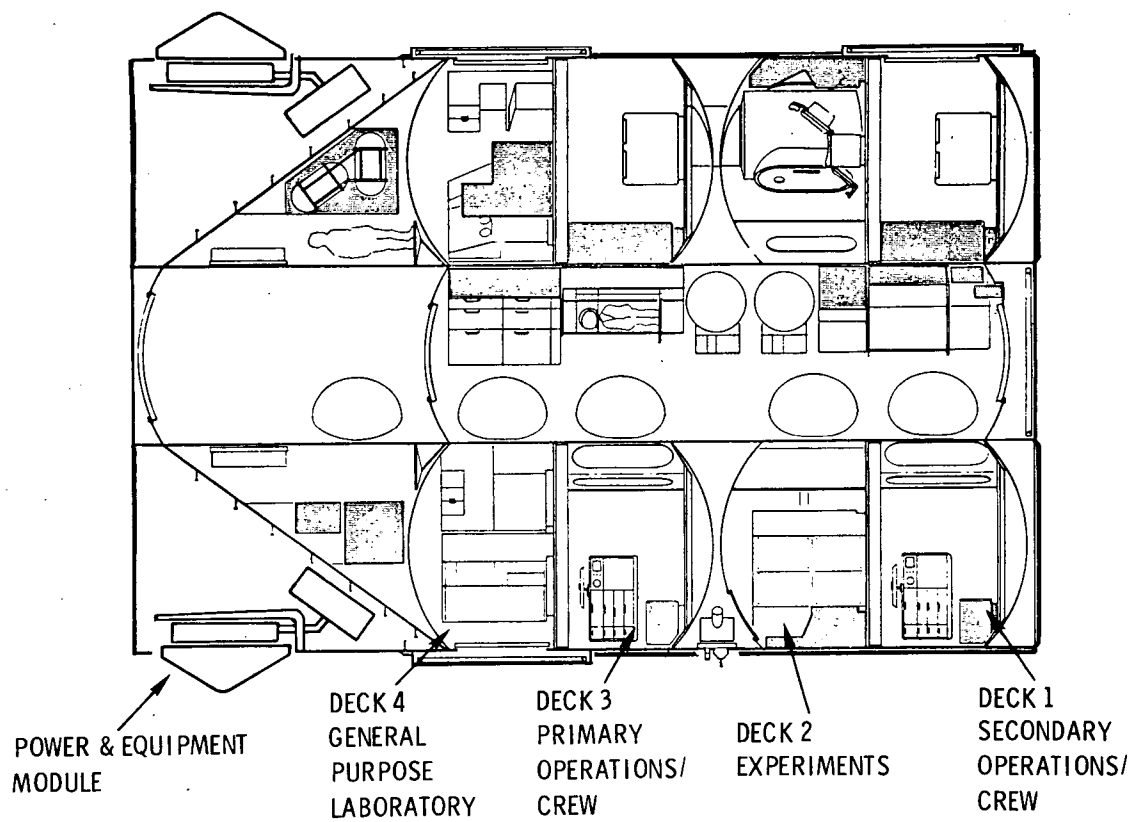 POWER & EQUIPMENT
MODULE
DECK 4
GENERAL
PURPOSE
LABORATORY
DECK 3
PRIMARY
OPERATIONS/
CREW
DECK 2
EXPERIMENTS
DECK 1
SECONDARY
OPERATIONS/
CREW